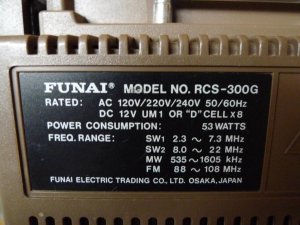 FUNAI® MODEL NO. RCS-300G
RATED: AC 120V/220V/240V 50/60Hz
DC 12V UM1 OR "D" CELL x 8
POWER CONSUMPTION: 53 WATTS
FREQ. RANGE: SW1 2.3 ~ 7.3 MHz
SW2 8.0 ~ 22 MHz
MW 535 ~ 1605 kHz
FM 88 ~ 108 MHz
FUNAI ELECTRIC TRADING CO., LTD. OSAKA, JAPAN